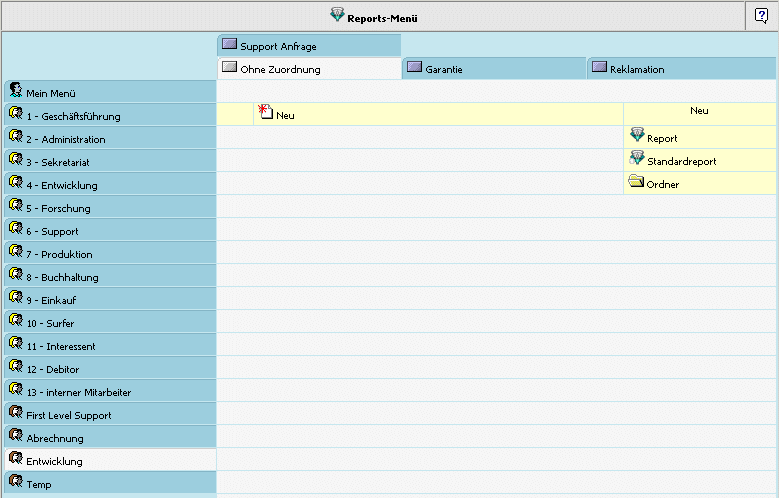 Reports-Menü
?
Support Anfrage
Ohne Zuordnung
Garantie
Reklamation
Mein Menü
1 - Geschäftsführung
Neu
Neu
2 - Administration
Report
3 - Sekretariat
Standardreport
4 - Entwicklung
Ordner
5 - Forschung
6 - Support
7 - Produktion
8 - Buchhaltung
9 - Einkauf
10 - Surfer
11 - Interessent
12 - Debitor
13 - interner Mitarbeiter
First Level Support
Abrechnung
Entwicklung
Temp